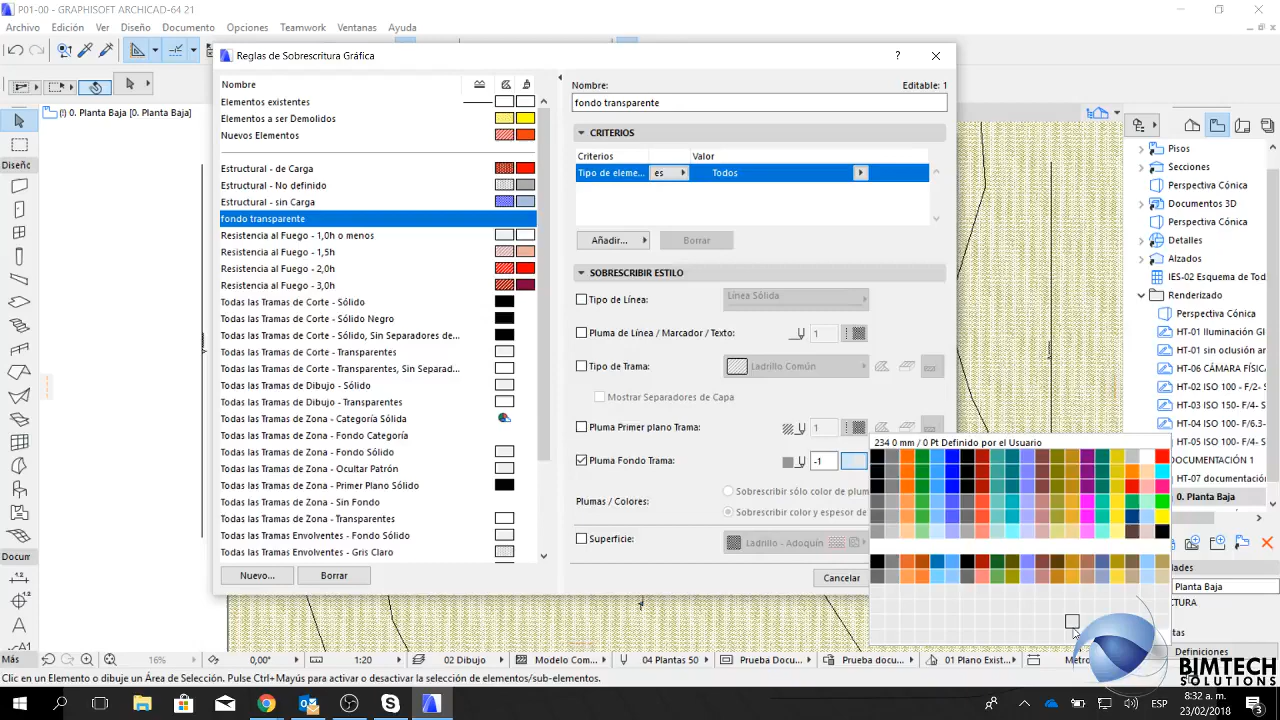 P01-00 - GRAPHISOFT ARCHICAD-64 21
Archivo Edición Ver Diseño Documento Opciones Teamwork Ventanas Ayuda
(!) 0. Planta Baja [0. Planta Baja]
Diseño
Docum
Más
Reglas de Sobrescritura Gráfica
Nombre
Elementos existentes
Elementos a ser Demolidos
Nuevos Elementos
Estructural - de Carga
Estructural - No definido
Estructural - sin Carga
fondo transparente
Resistencia al Fuego - 1,0h o menos
Resistencia al Fuego - 1,5h
Resistencia al Fuego - 2,0h
Resistencia al Fuego - 3,0h
Todas las Tramas de Corte - Sólido
Todas las Tramas de Corte - Sólido Negro
Todas las Tramas de Corte - Sólido, Sin Separadores de...
Todas las Tramas de Corte - Transparentes
Todas las Tramas de Corte - Transparentes, Sin Separad...
Todas las Tramas de Dibujo - Sólido
Todas las Tramas de Dibujo - Transparentes
Todas las Tramas de Zona - Categoría Sólida
Todas las Tramas de Zona - Fondo Categoría
Todas las Tramas de Zona - Fondo Sólido
Todas las Tramas de Zona - Ocultar Patrón
Todas las Tramas de Zona - Primer Plano Sólido
Todas las Tramas de Zona - Sin Fondo
Todas las Tramas de Zona - Transparentes
Todas las Tramas Envolventes - Fondo Sólido
Todas las Tramas Envolventes - Gris Claro
Nuevo... Borrar
Nombre: Editable: 1
fondo transparente
CRITERIOS
Criterios Valor
Tipo de eleme... es Todos
Añadir... Borrar
SOBRESCRIBIR ESTILO
Tipo de Línea: Línea Sólida
Pluma de Línea / Marcador / Texto: 1
Tipo de Trama: Ladrillo Común
Mostrar Separadores de Capa
Pluma Primer plano Trama: 1
Pluma Fondo Trama: -1
Plumas / Colores: Sobrescribir sólo color de plum
Sobrescribir color y espesor de
Superficie: Ladrillo - Adoquín
Cancelar
234 0 mm / 0 Pt Definido por el Usuario
Pisos
Secciones
Perspectiva Cónica
Documentos 3D
Perspectiva Cónica
Detalles
Alzados
IES-02 Esquema de Tod
Renderizado
Perspectiva Cónica
HT-01 Iluminación Gl
HT-01 sin oclusión ar
HT-06 CAMARA FÍSICA
HT-02 ISO 100 - F/2- S
HT-03 ISO 150- F/4- S
HT-04 ISO 100- F/6.3-
HT-05 ISO 100- F/4- S
DOCUMENTACIÓN 1
HT-07 documentación
0. Planta Baja
Planta Baja
Definiciones
16% 0,00° 1:20 02 Dibujo Modelo Com... 04 Plantas 50 Prueba Docu... Prueba docu... 01 Plano Exist... Metro
Clic en un Elemento o dibuje un Área de Selección. Pulse Ctrl+Mayús para activar o desactivar la selección de elementos/sub-elementos.
BIMTECH
SOLUTIONS
ESP
8:32 a. m.
23/02/2018
3